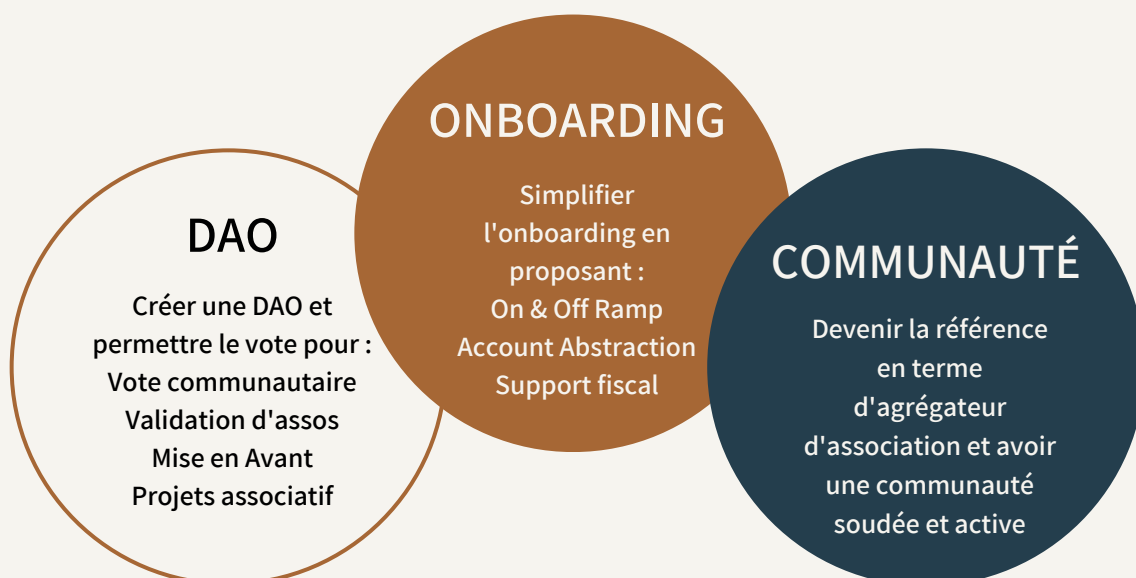 DAO
Créer une DAO et
permettre le vote pour :
Vote communautaire
Validation d'assos
Mise en Avant
Projets associatif
ONBOARDING
Simplifier
l'onboarding en
proposant :
On & Off Ramp
Account Abstraction
Support fiscal
COMMUNAUTÉ
Devenir la référence
en terme
d'agrégateur
d'association et avoir
une communauté
soudée et active